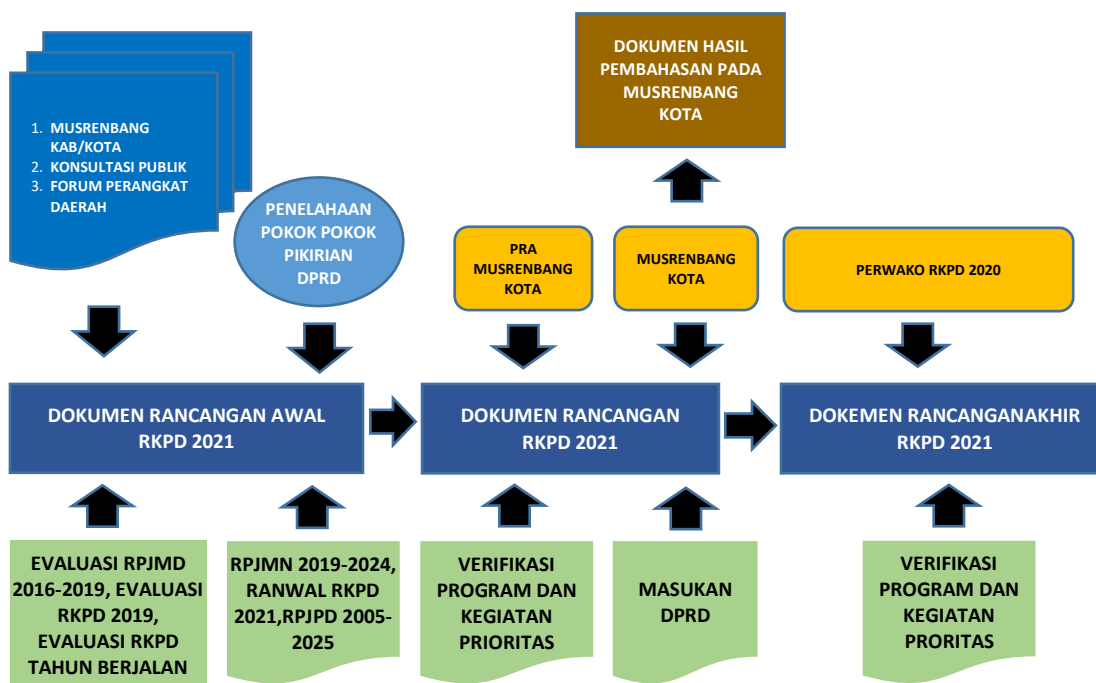 1. MUSRENBANG
KAB/KOTA
2. KONSULTASI PUBLIK
3. FORUM PERANGKAT
DAERAH
PENELAHAAN
POKOK POKOK
PIKIRIAN
DPRD
DOKUMEN HASIL
PEMBAHASAN PADA
MUSRENBANG
KOTA
PRA
MUSRENBANG
KOTA
MUSRENBANG
KOTA
PERWAKO RKPD 2020
DOKUMEN RANCANGAN AWAL
RKPD 2021
DOKUMEN RANCANGAN
RKPD 2021
DOKEMEN RANCANGANAKHIR
RKPD 2021
EVALUASI RPJMD
2016-2019, EVALUASI
RKPD 2019,
EVALUASI RKPD
TAHUN BERJALAN
RPJMN 2019-2024,
RANWAL RKPD
2021,RPJPD 2005-
2025
VERIFIKASI
PROGRAM DAN
KEGIATAN
PRIORITAS
MASUKAN
DPRD
VERIFIKASI
PROGRAM DAN
KEGIATAN
PRORITAS